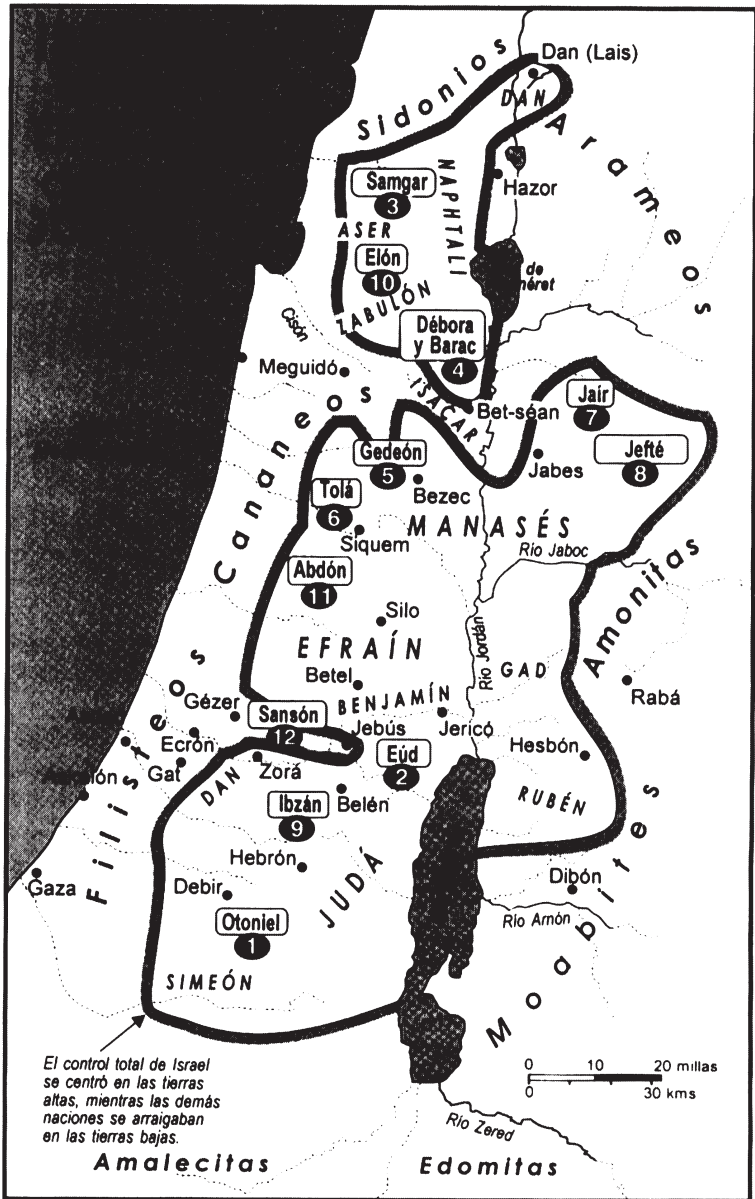 Dan (Lais)
DAN
Sidonios
Arameos
Samgar
3
NAPHTALI
Hazor
ASER
Elón
10
de
ZABULÓN
Cisón
Débora
y Barac
4
Meguidó
ISACAR
Bet-séan
Jaír
7
Cananeos
Gedeón
5
Jabes
Jefté
8
Tolá
6
Bezec
MANASÉS
Siquem
Río Jaboc
Abdón
11
Amonitas
Silo
EFRAÍN
Río Jordán
GAD
Betel
Rabá
BENJAMÍN
Filisteos
Gézer
Sansón
12
Jebús
Jericó
Ecrón
Hesbón
Gat
Zorá
Eúd
2
DAN
Belén
RUBÉN
Ibzán
9
Hebrón
Gaza
JUDÁ
Dibón
Debir
Río Arnón
Otoniel
1
Moabites
SIMEÓN
El control total de Israel
se centró en las tierras
altas, mientras las demás
naciones se arraigaban
en las tierras bajas.
0 10 20 millas
0 30 kms
Río Zered
Amalecitas
Edomitas